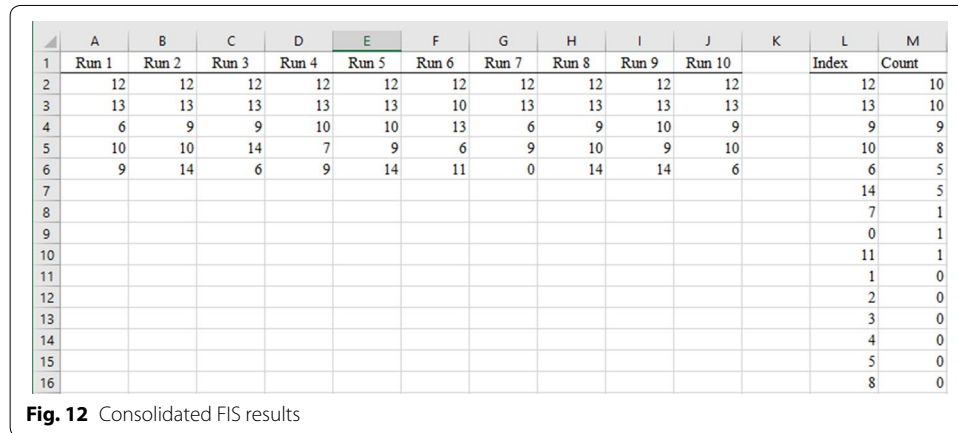 A B C D E F G H I J K L M
1 Run 1 Run 2 Run 3 Run 4 Run 5 Run 6 Run 7 Run 8 Run 9 Run 10 Index Count
2 12 12 12 12 12 12 12 12 12 12 12 10
3 13 13 13 13 13 10 13 13 13 13 13 10
4 6 9 9 10 10 13 6 9 10 9 9 9
5 10 10 14 7 9 6 9 10 9 10 10 8
6 9 14 6 9 14 11 0 14 14 6 6 5
7 14 5
8 7 1
9 0 1
10 11 1
11 1 0
12 2 0
13 3 0
14 4 0
15 5 0
16 8 0
Fig. 12 Consolidated FIS results